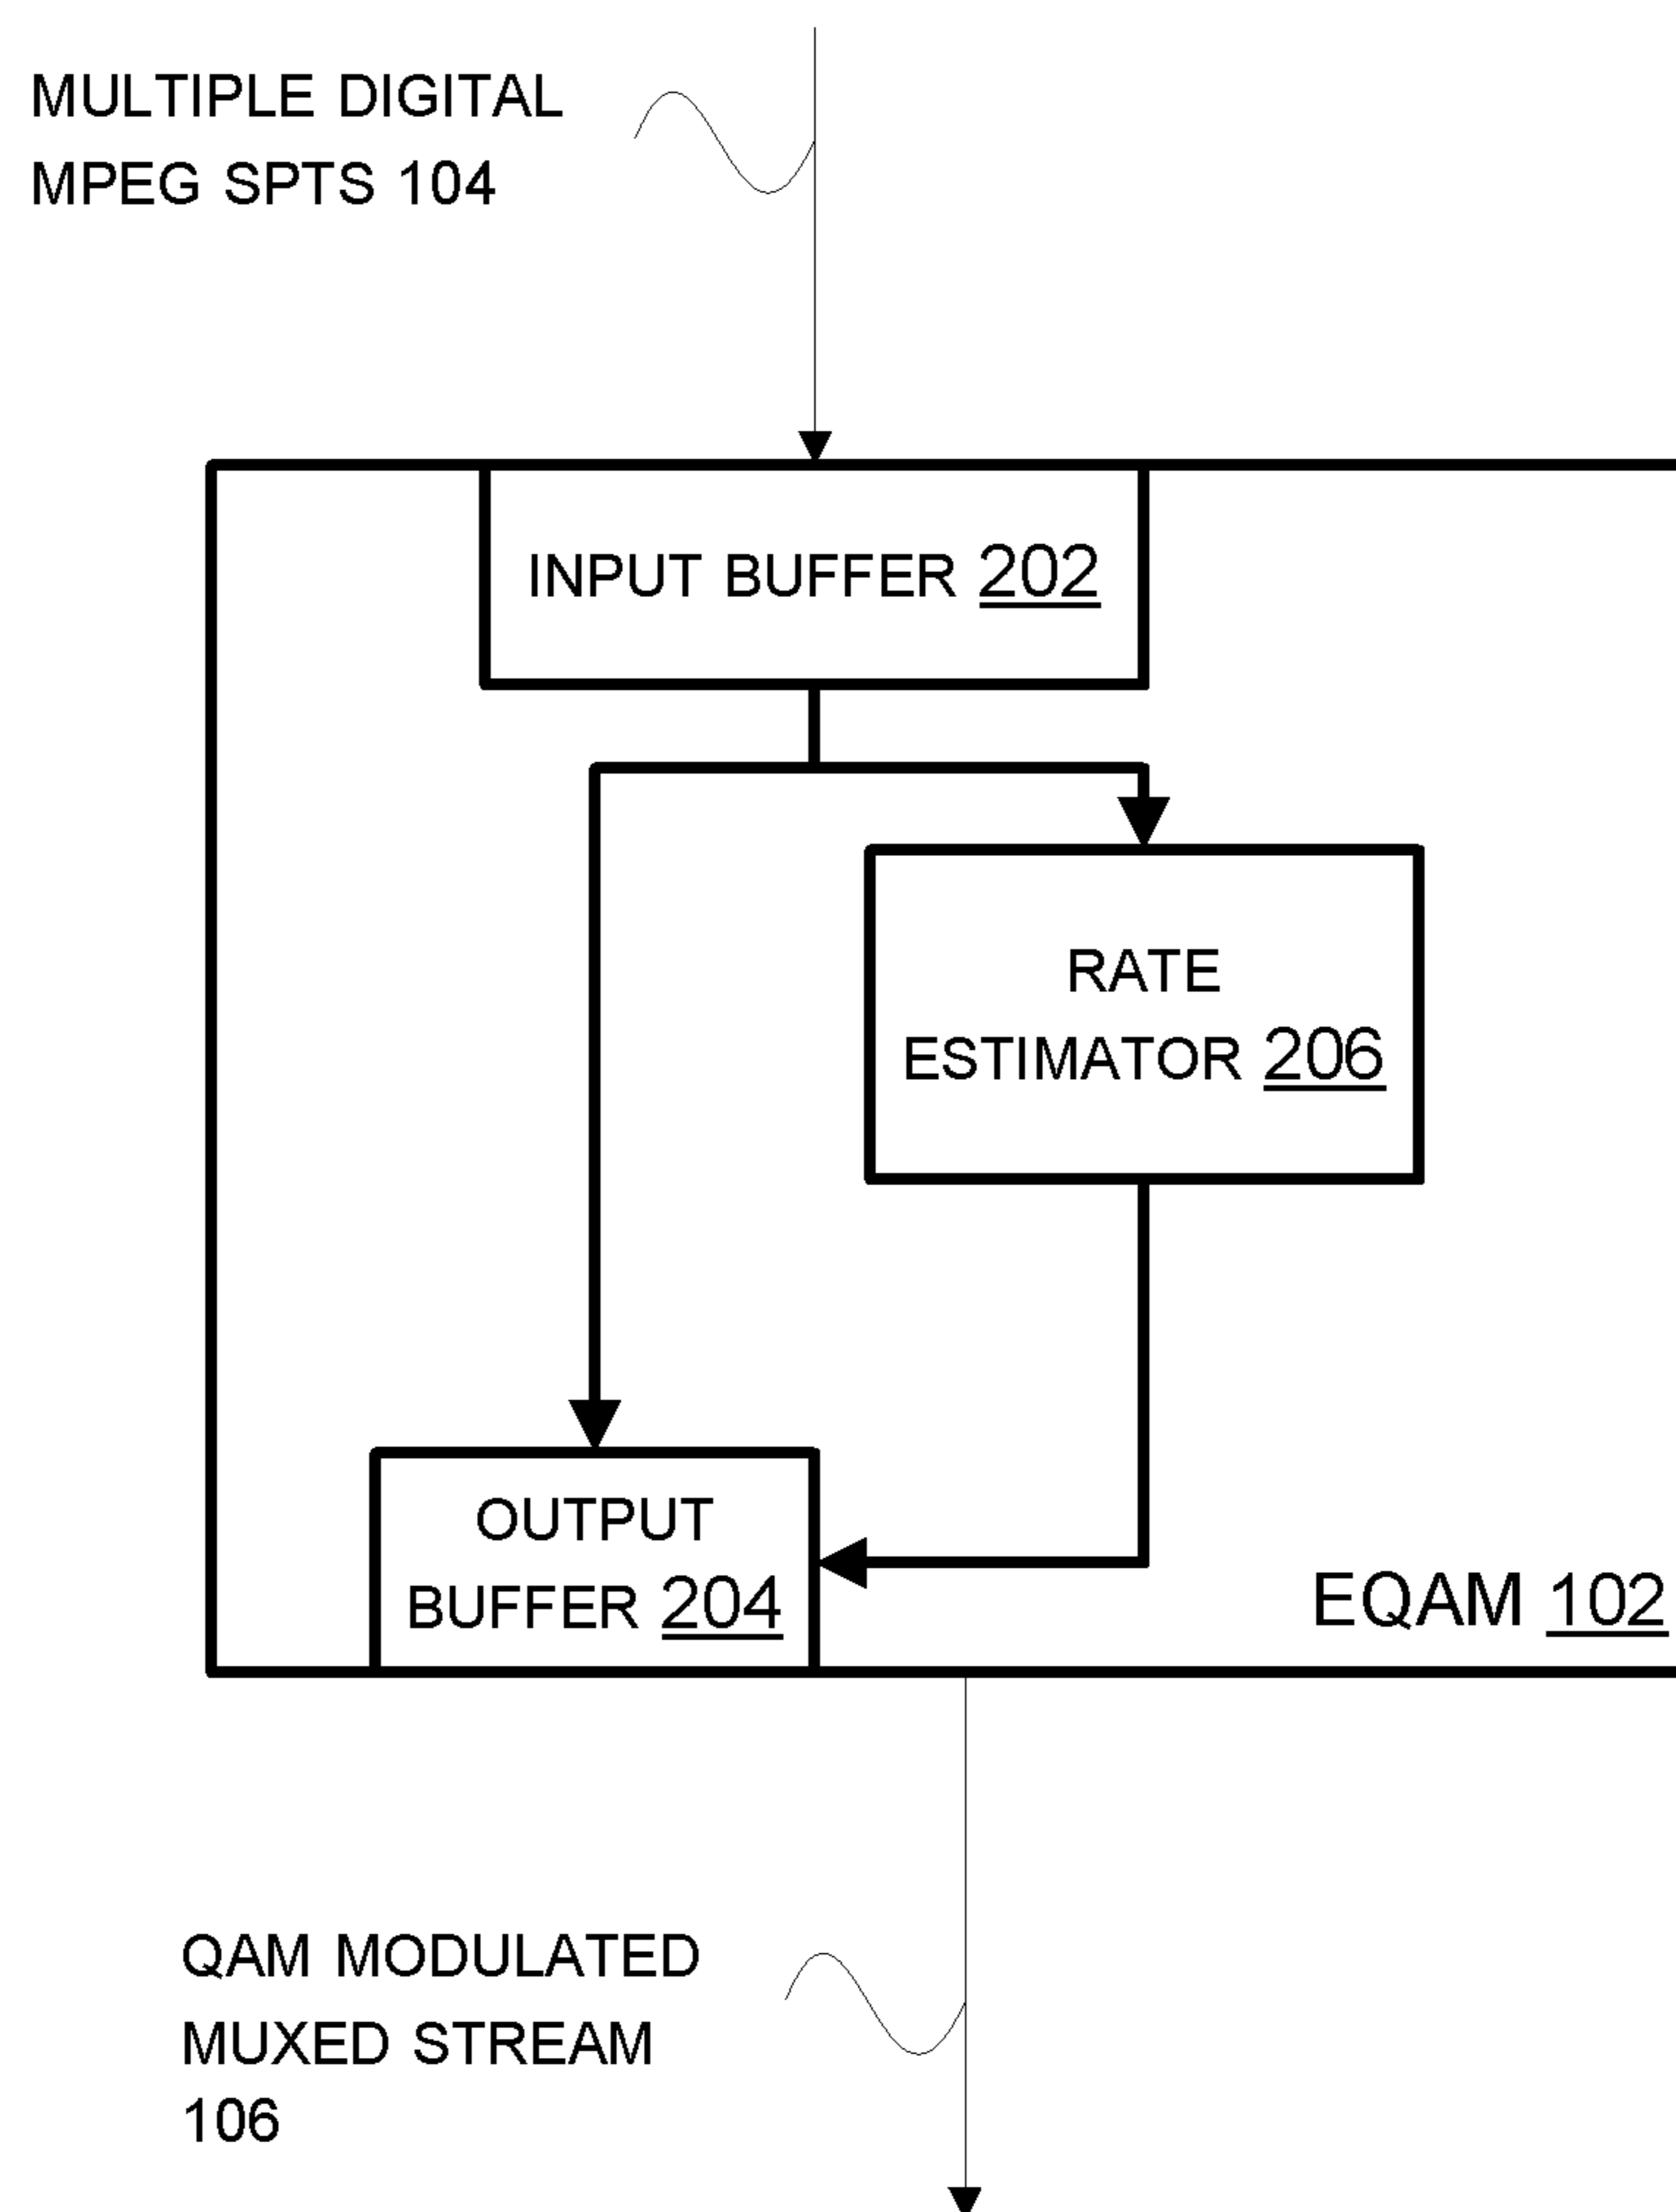 MULTIPLE DIGITAL
MPEG SPTS 104
INPUT BUFFER 202
RATE
ESTIMATOR 206
OUTPUT
BUFFER 204
EQAM 102
QAM MODULATED
MUXED STREAM
106